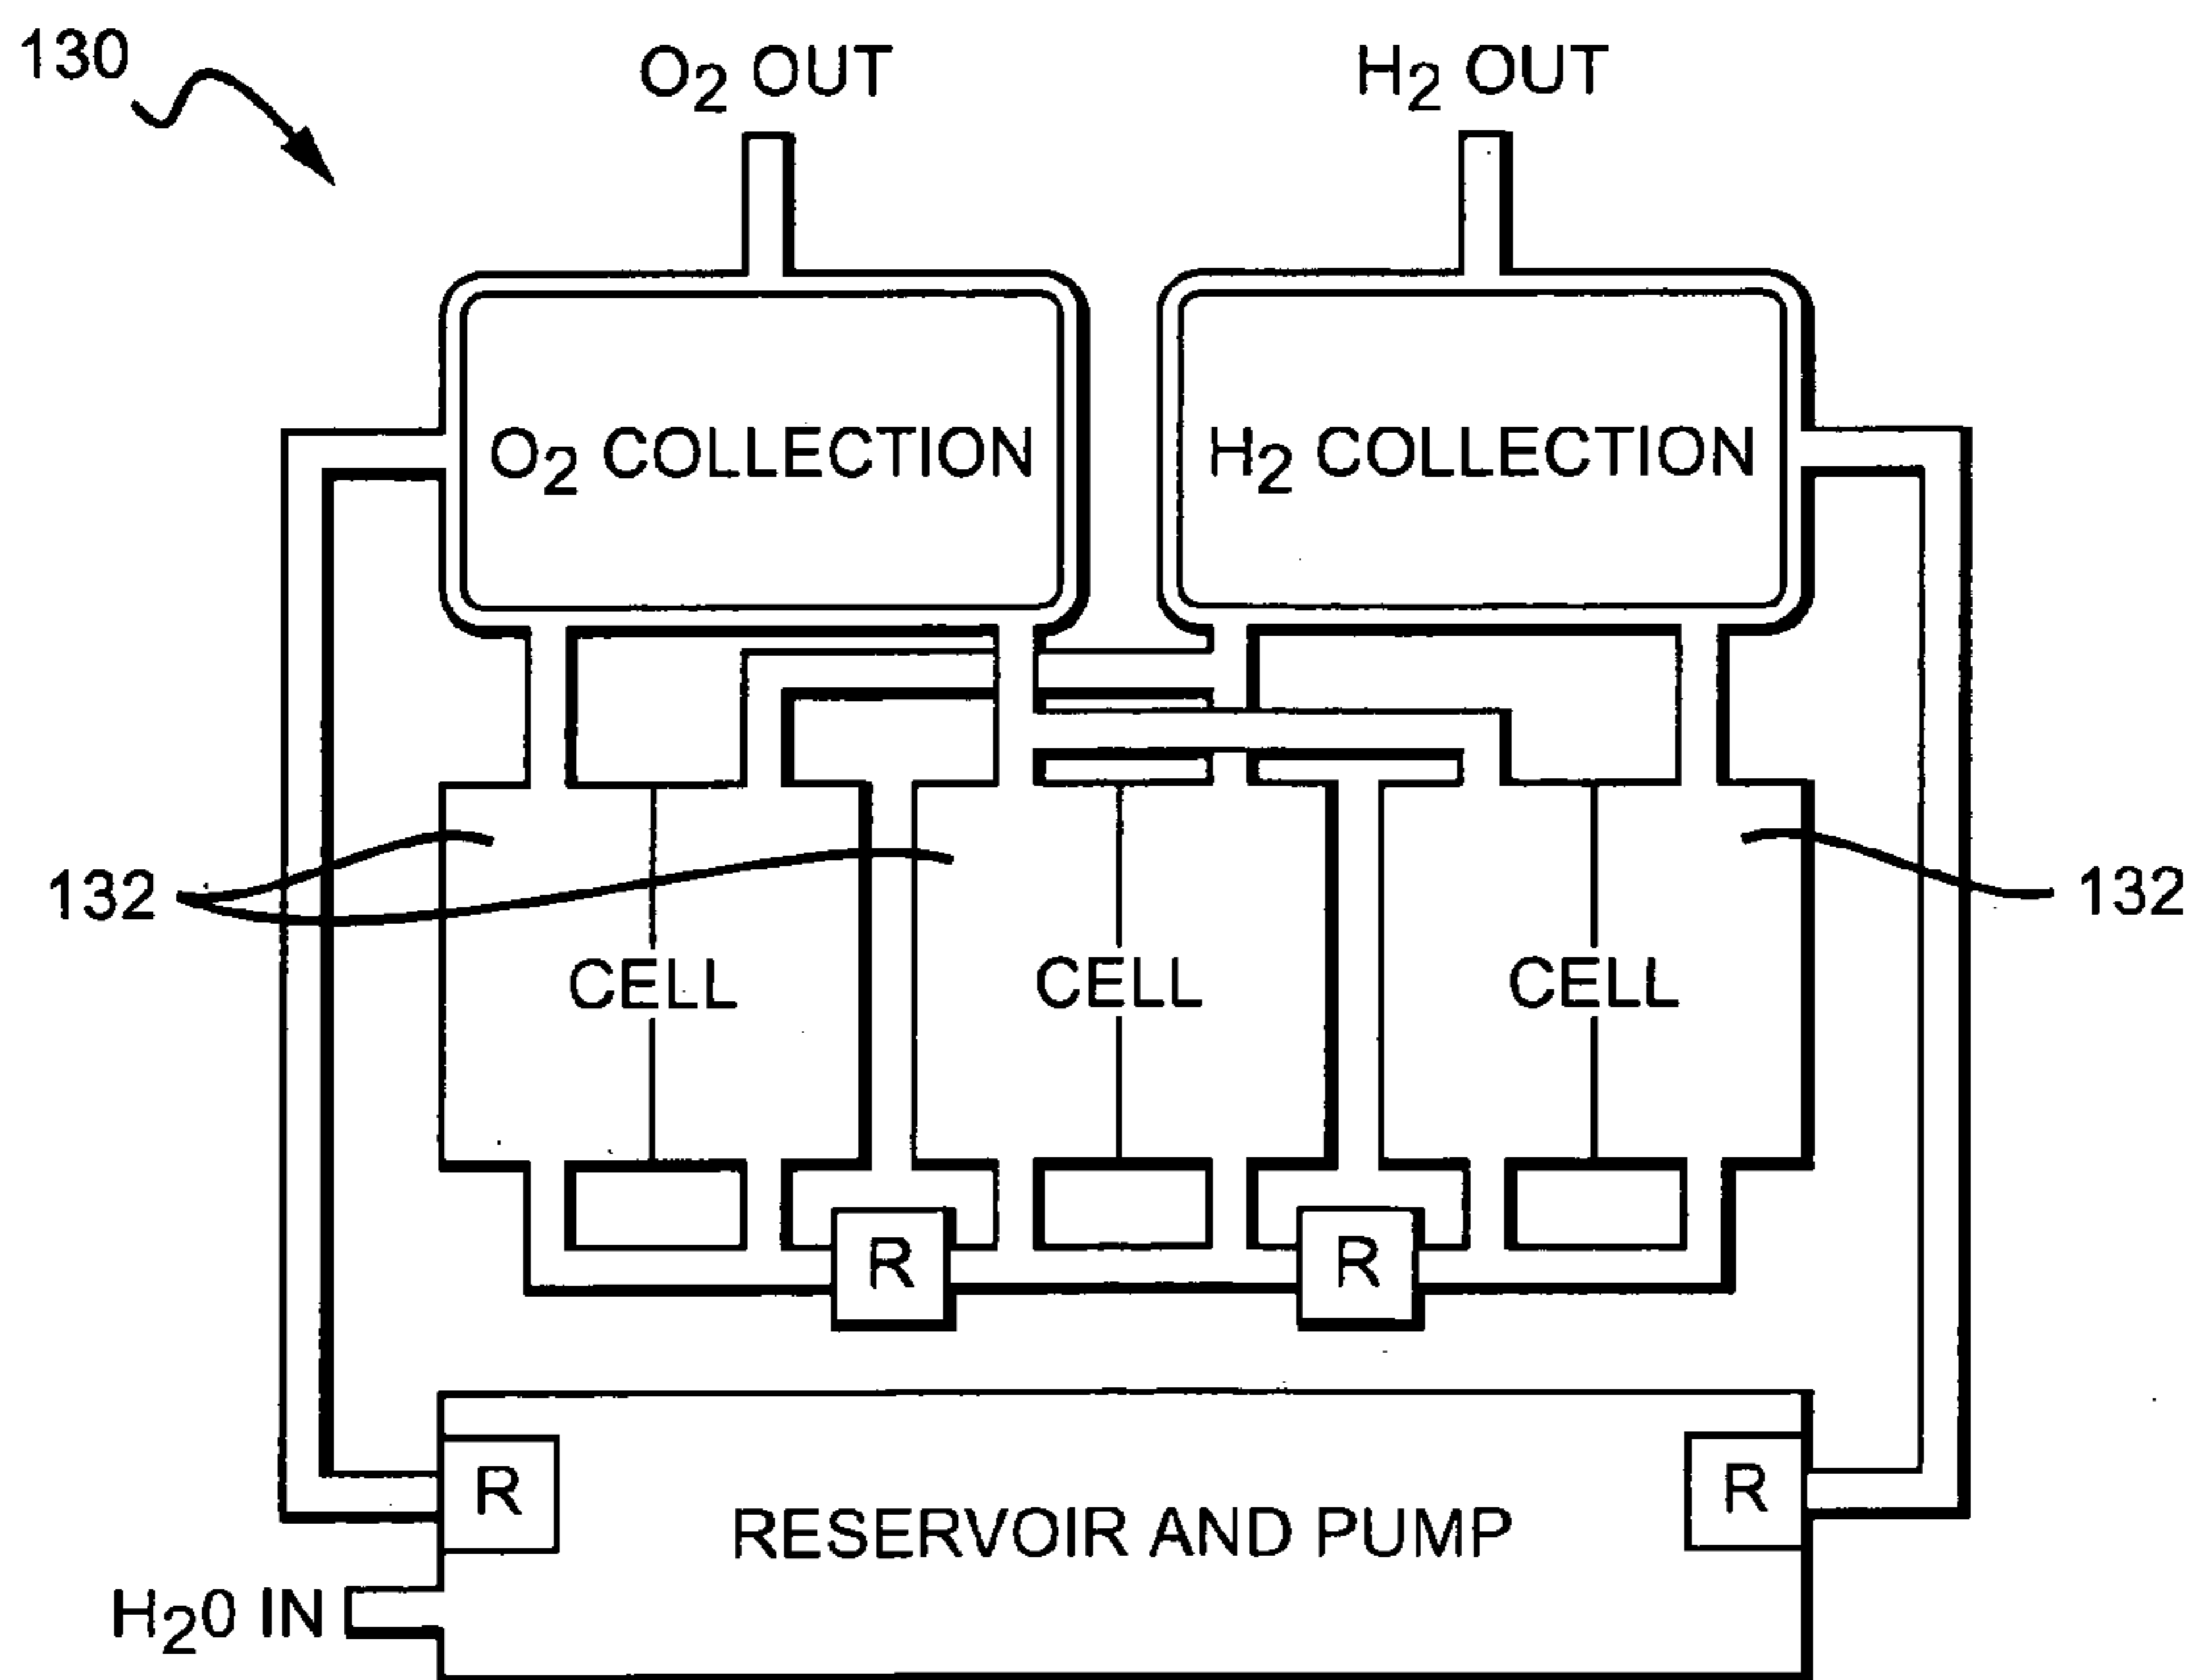 130
O₂ OUT
H₂ OUT
O₂ COLLECTION
H₂ COLLECTION
132
132
CELL
CELL
CELL
R
R
R
R
RESERVOIR AND PUMP
H₂0 IN